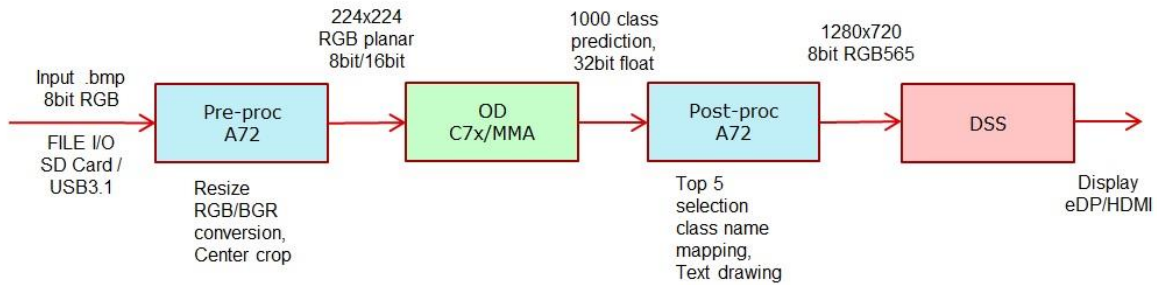 Input .bmp
8bit RGB
FILE I/O
SD Card /
USB3.1
Pre-proc
A72
Resize
RGB/BGR
conversion,
Center crop
224x224
RGB planar
8bit/16bit
OD
C7x/MMA
1000 class
prediction,
32bit float
Post-proc
A72
Top 5
selection
class name
mapping,
Text drawing
1280x720
8bit RGB565
DSS
Display
eDP/HDMI